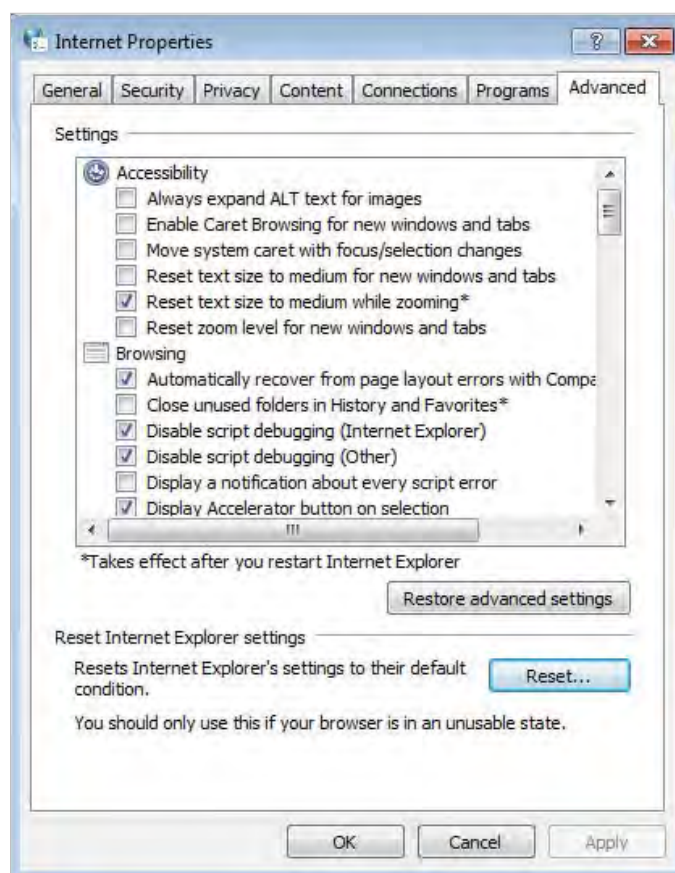 Internet Properties
General Security Privacy Content Connections Programs Advanced
Settings
Accessibility
Always expand ALT text for images
Enable Caret Browsing for new windows and tabs
Move system caret with focus/selection changes
Reset text size to medium for new windows and tabs
Reset text size to medium while zooming*
Reset zoom level for new windows and tabs
Browsing
Automatically recover from page layout errors with Compa
Close unused folders in History and Favorites*
Disable script debugging (Internet Explorer)
Disable script debugging (Other)
Display a notification about every script error
Display Accelerator button on selection
*Takes effect after you restart Internet Explorer
Restore advanced settings
Reset Internet Explorer settings
Resets Internet Explorer's settings to their default
condition.
Reset...
You should only use this if your browser is in an unusable state.
OK Cancel Apply